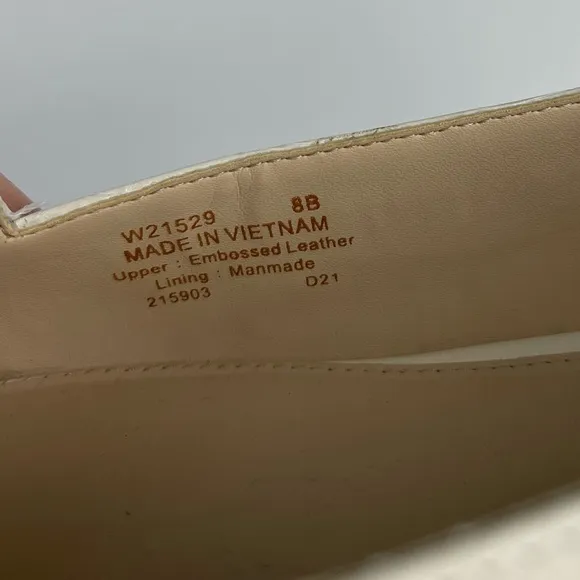 W21529 8B
MADE IN VIETNAM
Upper : Embossed Leather
Lining : Manmade
215903 D21